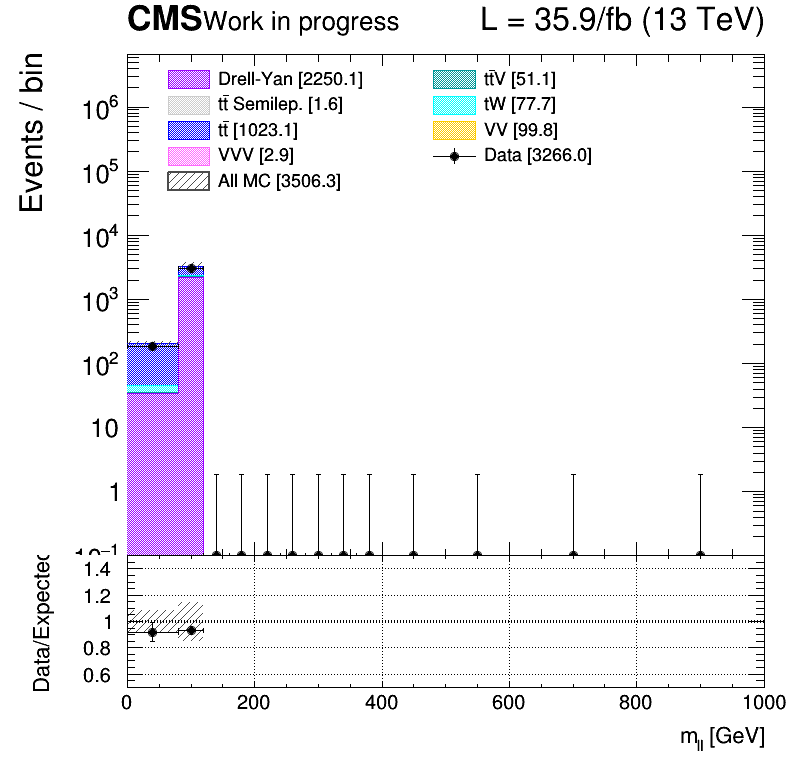 CMS Work in progress L = 35.9/fb (13 TeV)
Events / bin
Drell-Yan [2250.1]
tt̄ Semilep. [1.6]
tt̄ [1023.1]
VVV [2.9]
All MC [3506.3]
tt̄V [51.1]
tW [77.7]
VV [99.8]
Data [3266.0]
10⁶
10⁵
10⁴
10³
10²
10
1
10⁻¹
Data/Expected
1.4
1.2
1
0.8
0.6
0 200 400 600 800 1000
m_ll [GeV]